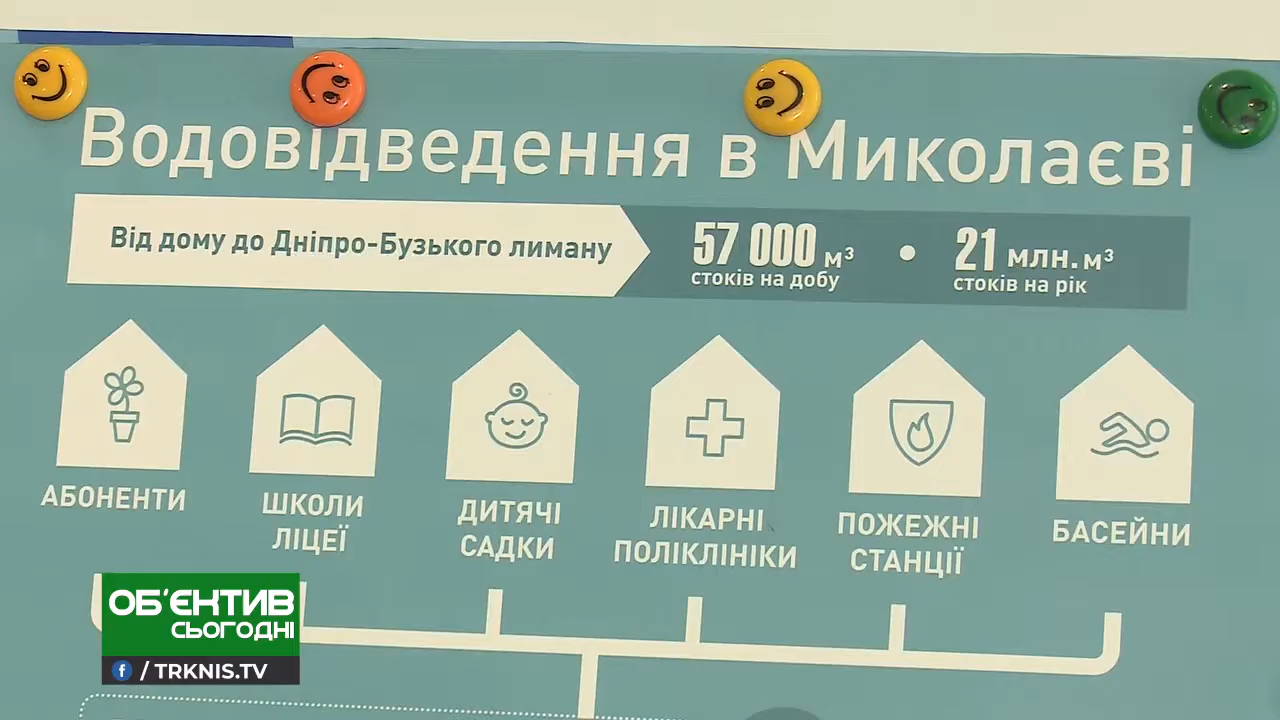 Водовідведення в Миколаєві
Від дому до Дніпро-Бузького лиману
57 000 м³
стоків на добу
•
21 млн. м³
стоків на рік
АБОНЕНТИ
ШКОЛИ
ЛІЦЕЇ
ДИТЯЧІ
САДКИ
ЛІКАРНІ
ПОЛІКЛІНІКИ
ПОЖЕЖНІ
СТАНЦІЇ
БАСЕЙНИ
ОБ'ЄКТИВ
СЬОГОДНІ
f / TRKNIS.TV